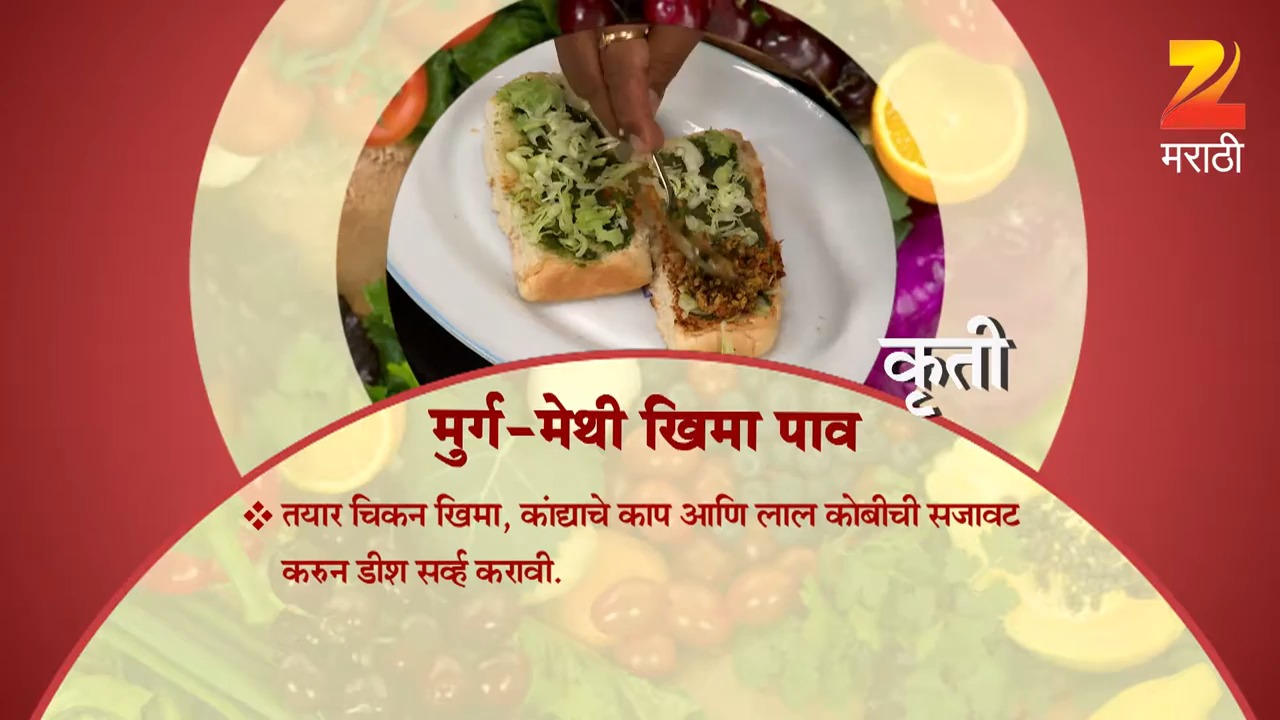 मराठी
कृती
मुर्ग-मेथी खिमा पाव
❖ तयार चिकन खिमा, कांद्याचे काप आणि लाल कोबीची सजावट
करुन डीश सर्व्ह करावी.